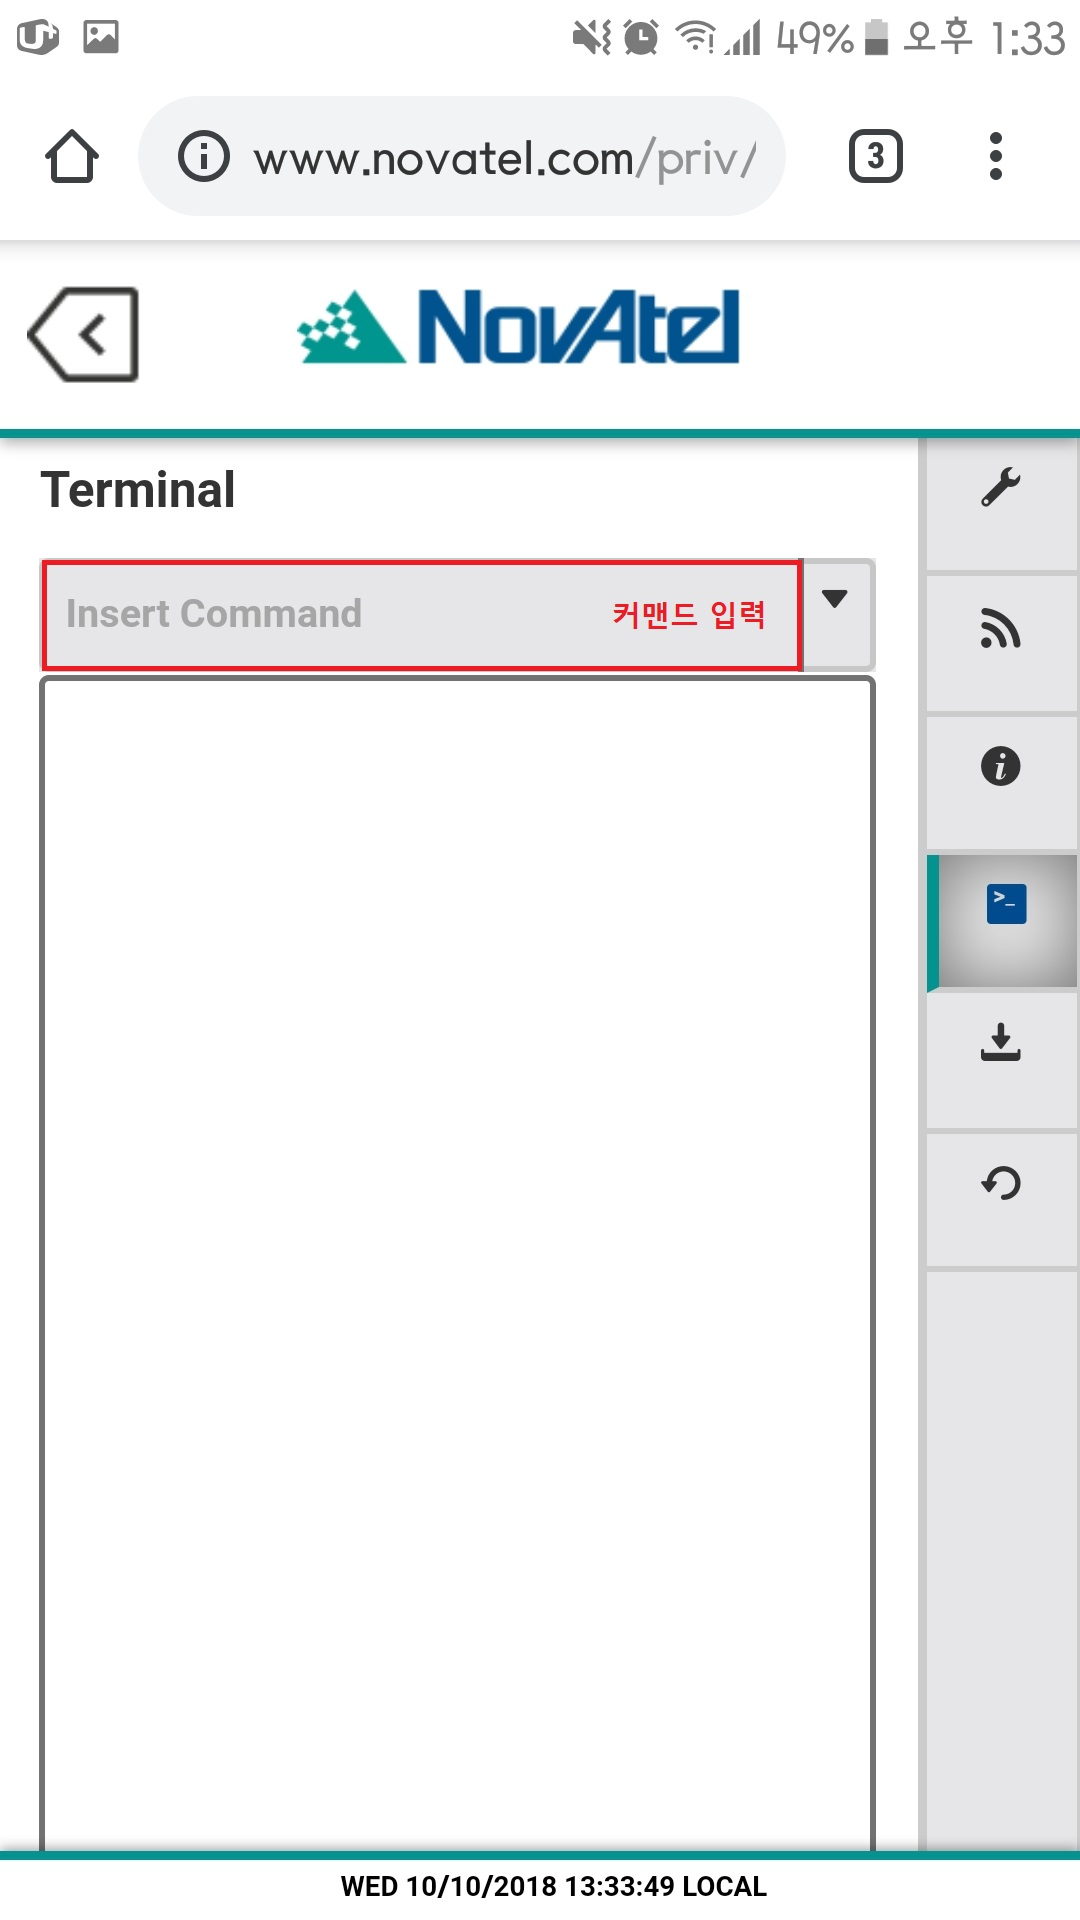 U+ 49% 오후 1:33
www.novatel.com/priv/ 3
NovAtel
Terminal
Insert Command 커맨드 입력
>_
WED 10/10/2018 13:33:49 LOCAL